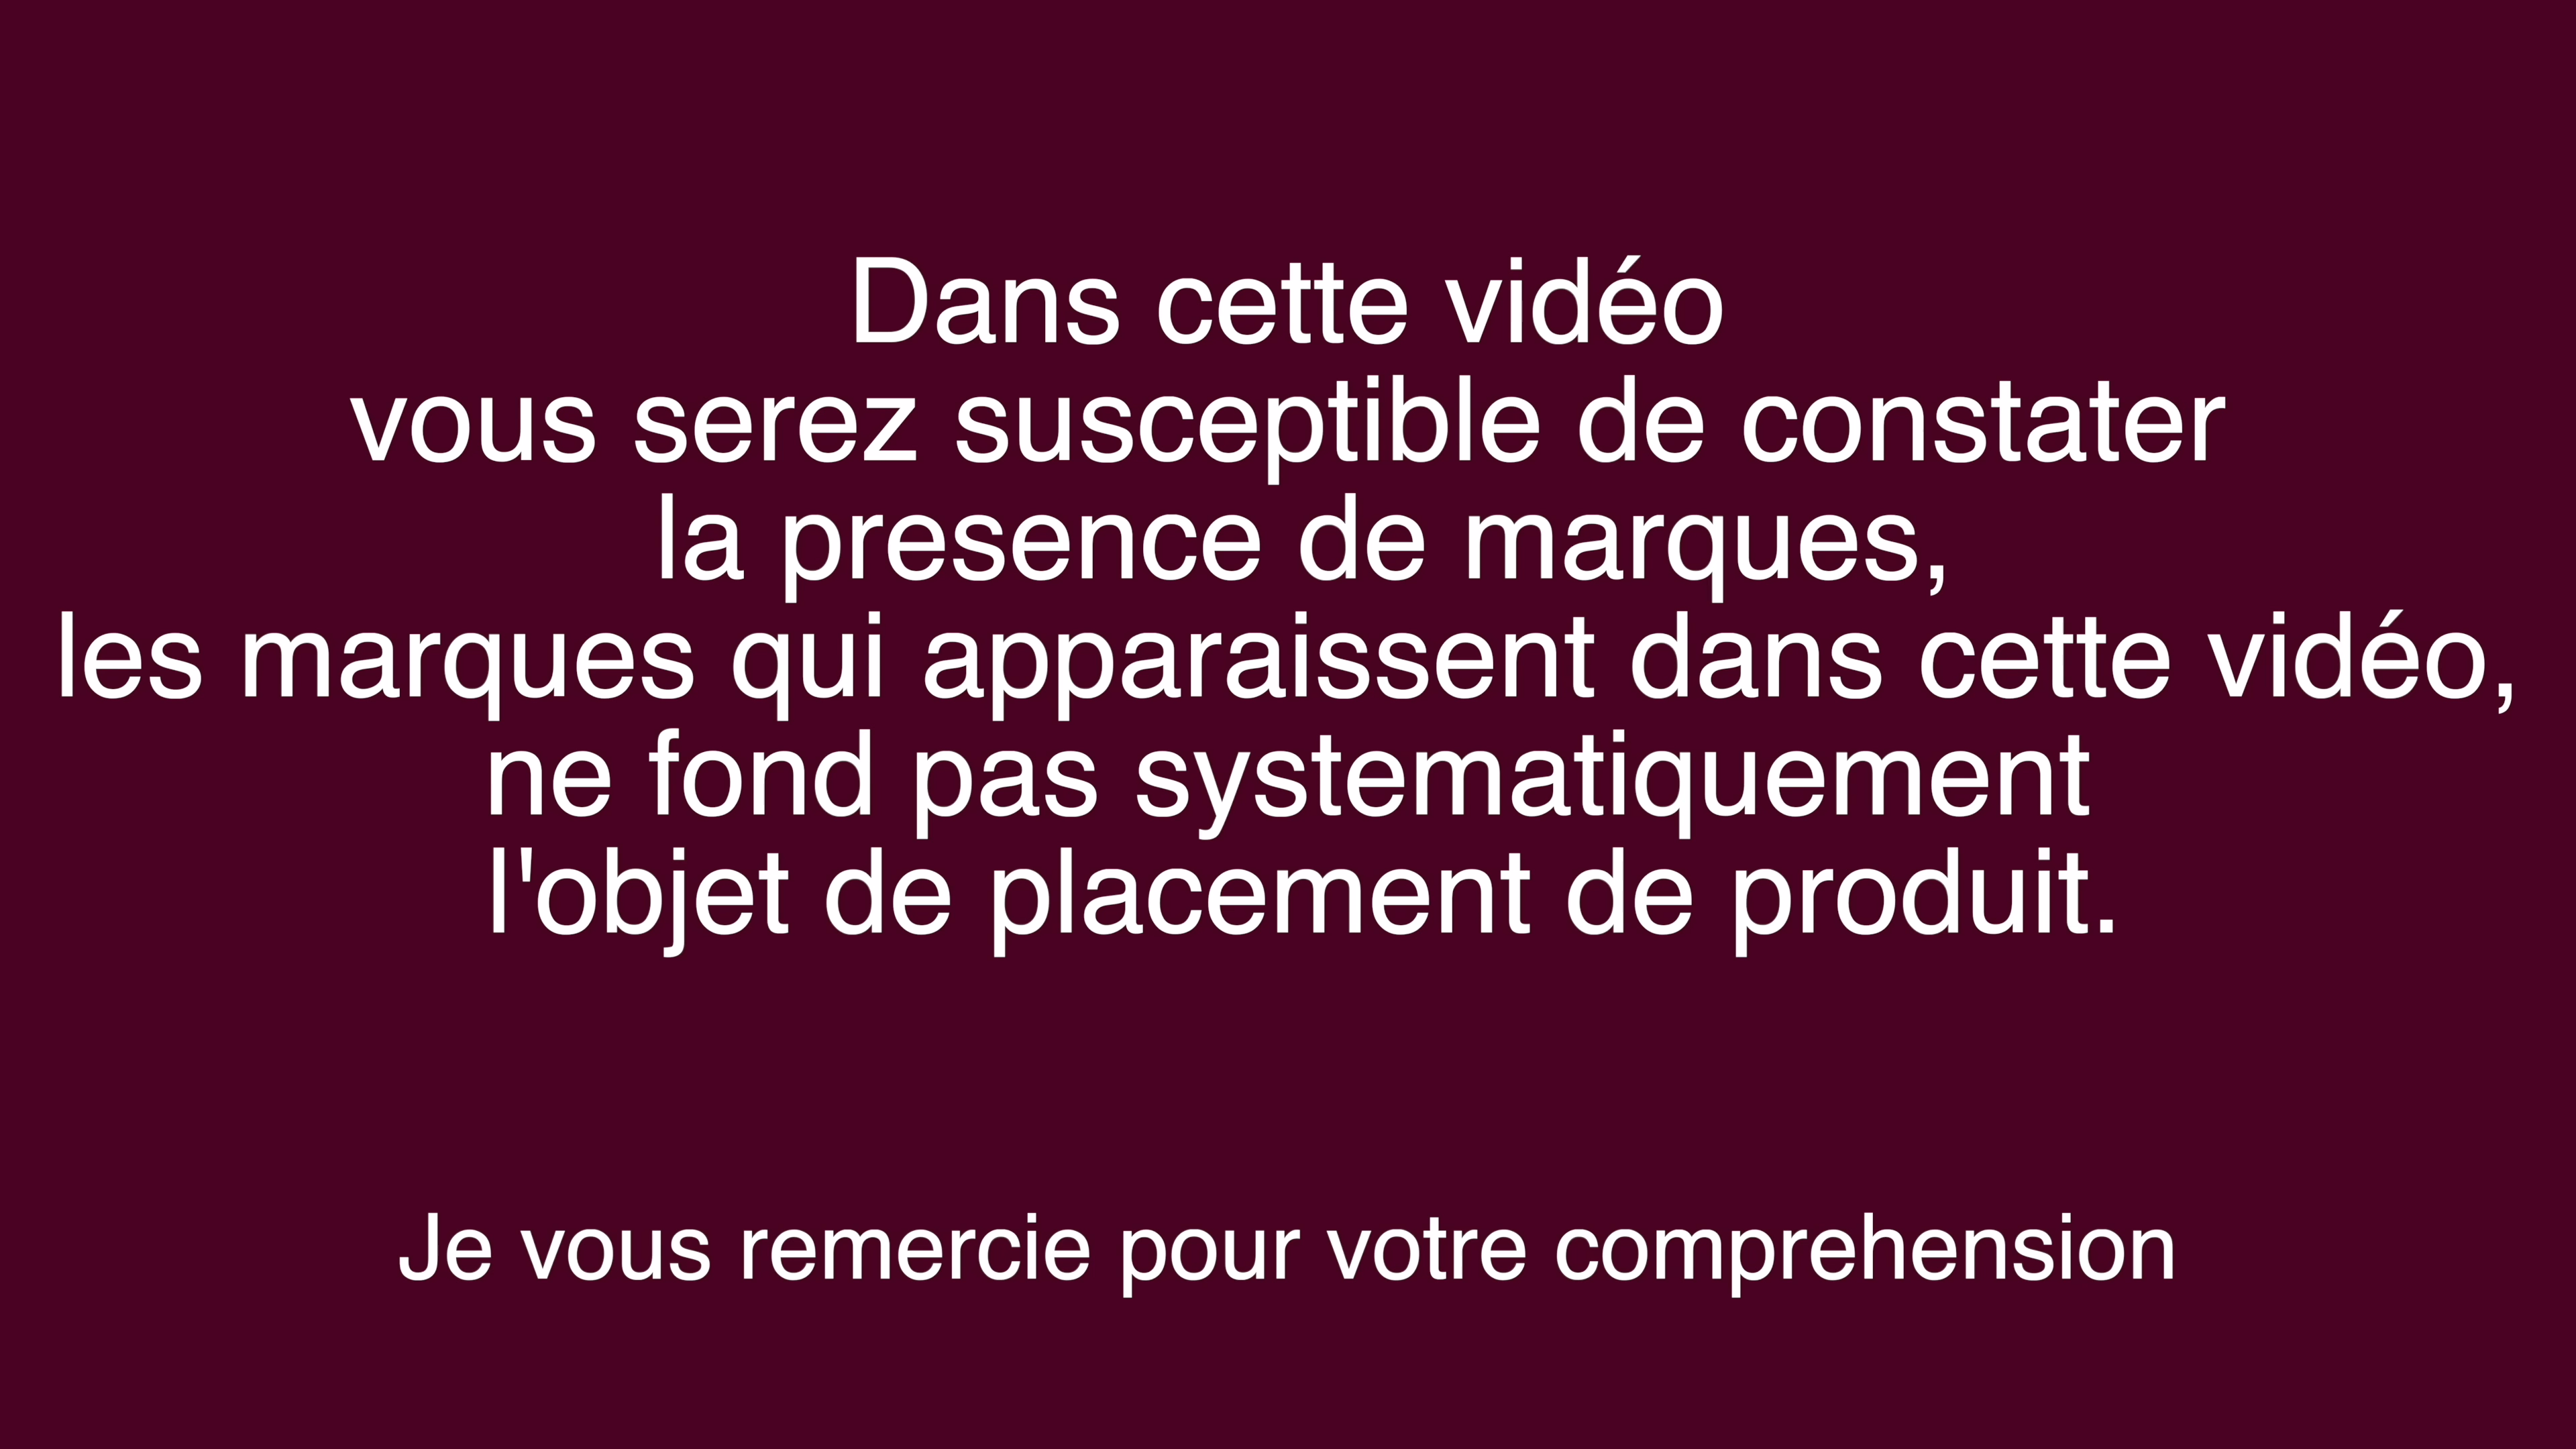 Dans cette vidéo
vous serez susceptible de constater
la presence de marques,
les marques qui apparaissent dans cette vidéo,
ne fond pas systematiquement
l'objet de placement de produit.
Je vous remercie pour votre comprehension